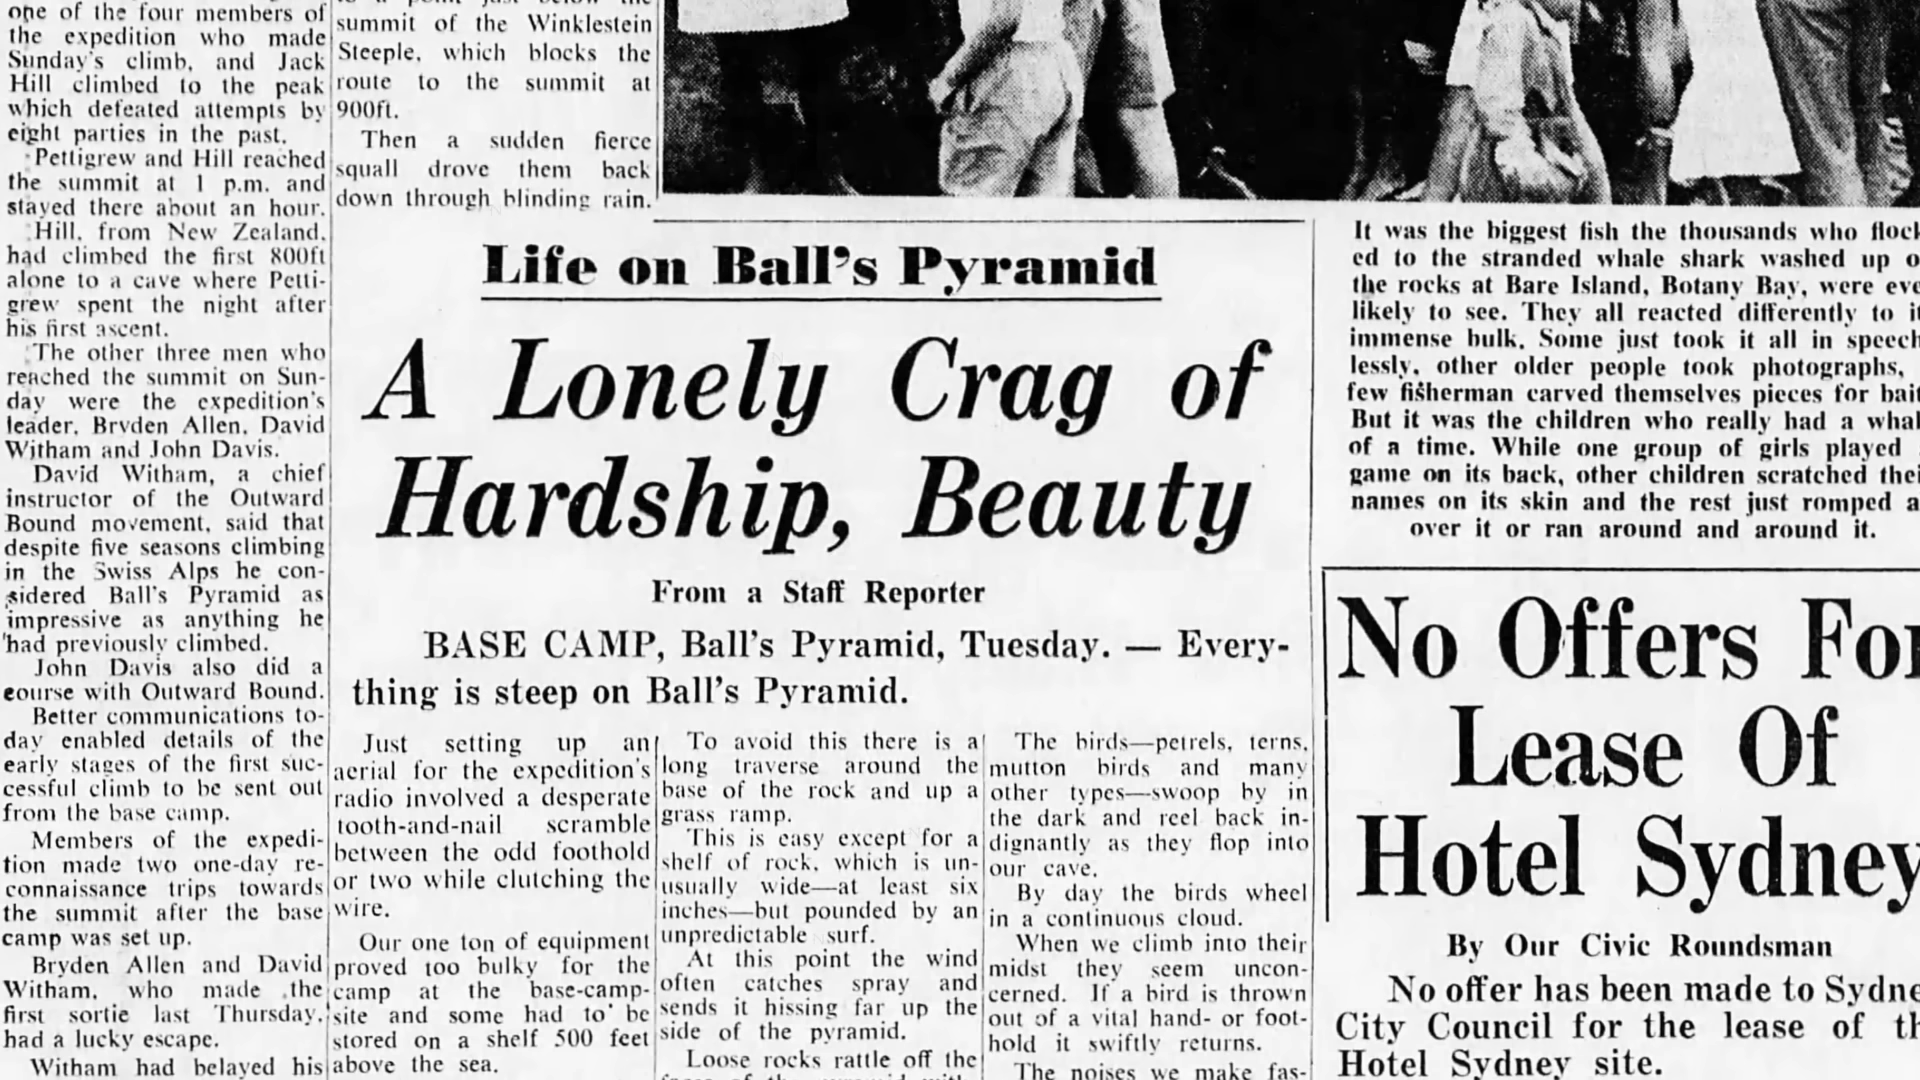 one of the four members of
the expedition who made
Sunday's climb, and Jack
Hill climbed to the peak
which defeated attempts by
eight parties in the past.
Pettigrew and Hill reached
the summit at 1 p.m. and
stayed there about an hour.
Hill, from New Zealand,
had climbed the first 800ft
alone to a cave where Petti-
grew spent the night after
his first ascent.
The other three men who
reached the summit on Sun-
day were the expedition's
leader, Bryden Allen, David
Witham and John Davis.
David Witham, a chief
instructor of the Outward
Bound movement, said that
despite five seasons climbing
in the Swiss Alps he con-
sidered Ball's Pyramid as
impressive as anything he
had previously climbed.
John Davis also did a
course with Outward Bound.
Better communications to-
day enabled details of the
early stages of the first suc-
cessful climb to be sent out
from the base camp.
Members of the expedi-
tion made two one-day re-
connaissance trips towards
the summit after the base
camp was set up.
Bryden Allen and David
Witham, who made the
first sortie last Thursday,
had a lucky escape.
Witham had belayed his
summit of the Winklestein
Steeple, which blocks the
route to the summit at
900ft.
Then a sudden fierce
squall drove them back
down through blinding rain.
Life on Ball's Pyramid
A Lonely Crag of
Hardship, Beauty
From a Staff Reporter
BASE CAMP, Ball's Pyramid, Tuesday. — Every-
thing is steep on Ball's Pyramid.
Just setting up an
aerial for the expedition's
radio involved a desperate
tooth-and-nail scramble
between the odd foothold
or two while clutching the
wire.
Our one ton of equipment
proved too bulky for the
camp at the base-camp-
site and some had to be
stored on a shelf 500 feet
above the sea.
To avoid this there is a
long traverse around the
base of the rock and up a
grass ramp.
This is easy except for a
shelf of rock, which is un-
usually wide—at least six
inches—but pounded by an
unpredictable surf.
At this point the wind
often catches spray and
sends it hissing far up the
side of the pyramid.
Loose rocks rattle off the
The birds—petrels, terns,
mutton birds and many
other types—swoop by in
the dark and reel back in-
dignantly as they flop into
our cave.
By day the birds wheel
in a continuous cloud.
When we climb into their
midst they seem uncon-
cerned. If a bird is thrown
out of a vital hand- or foot-
hold it swiftly returns.
The noises we make fas-
It was the biggest fish the thousands who flock
ed to the stranded whale shark washed up o
the rocks at Bare Island, Botany Bay, were eve
likely to see. They all reacted differently to it
immense bulk. Some just took it all in speech
lessly, other older people took photographs,
few fisherman carved themselves pieces for bait
But it was the children who really had a whal
of a time. While one group of girls played
game on its back, other children scratched thei
names on its skin and the rest just romped a
over it or ran around and around it.
No Offers For
Lease Of
Hotel Sydney
By Our Civic Roundsman
No offer has been made to Sydne
City Council for the lease of th
Hotel Sydney site.